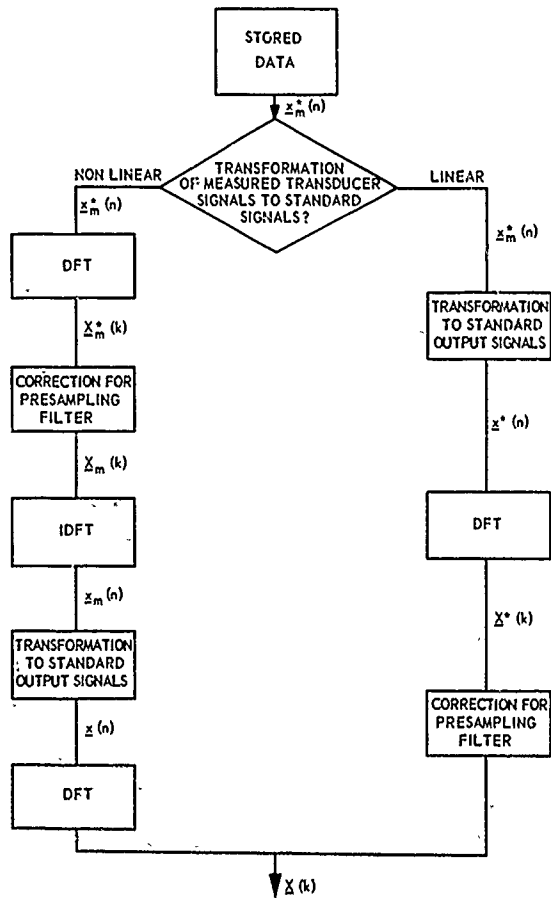 STORED
DATA
x*m(n)
TRANSFORMATION
OF MEASURED TRANSDUCER
SIGNALS TO STANDARD
SIGNALS?
NON LINEAR
x*m(n)
DFT
X*m(k)
CORRECTION FOR
PRESAMPLING
FILTER
Xm(k)
IDFT
xm(n)
TRANSFORMATION
TO STANDARD
OUTPUT SIGNALS
x(n)
DFT
LINEAR
x*m(n)
TRANSFORMATION
TO STANDARD
OUTPUT SIGNALS
x*(n)
DFT
X*(k)
CORRECTION FOR
PRESAMPLING
FILTER
X(k)